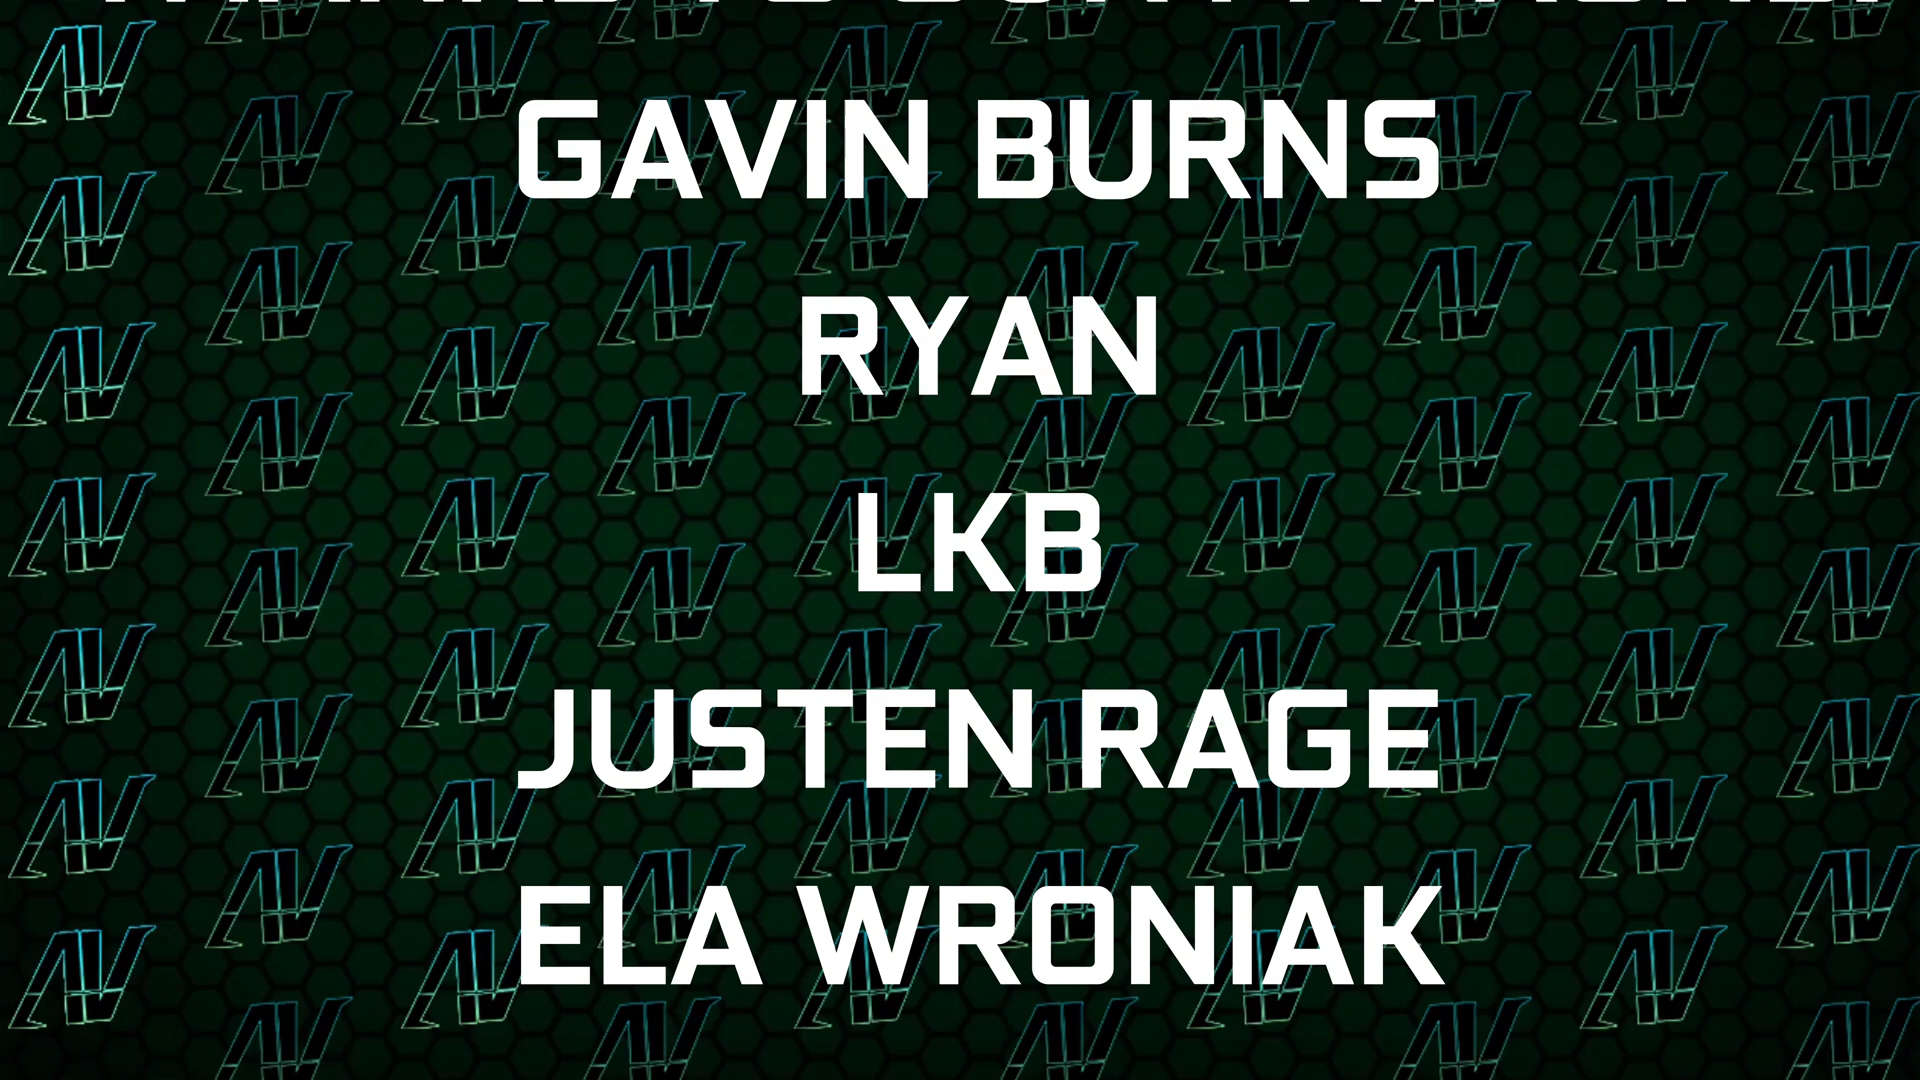 GAVIN BURNS
RYAN
LKB
JUSTEN RAGE
ELA WRONIAK